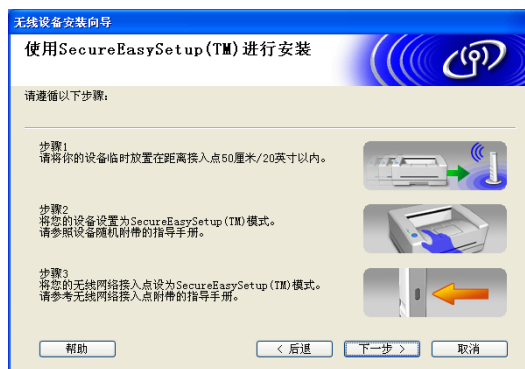 无线设备安装向导
使用SecureEasySetup(TM)进行安装
请遵循以下步骤:
步骤1
请将你的设备临时放置在距离接入点50厘米/20英寸以内。
步骤2
将您的设备设置为SecureEasySetup(TM)模式。
请参照设备随机附带的指导手册。
步骤3
将您的无线网络接入点设为SecureEasySetup(TM)模式。
请参考无线网络接入点附带的指导手册。
帮助
< 后退
下一步 >
取消